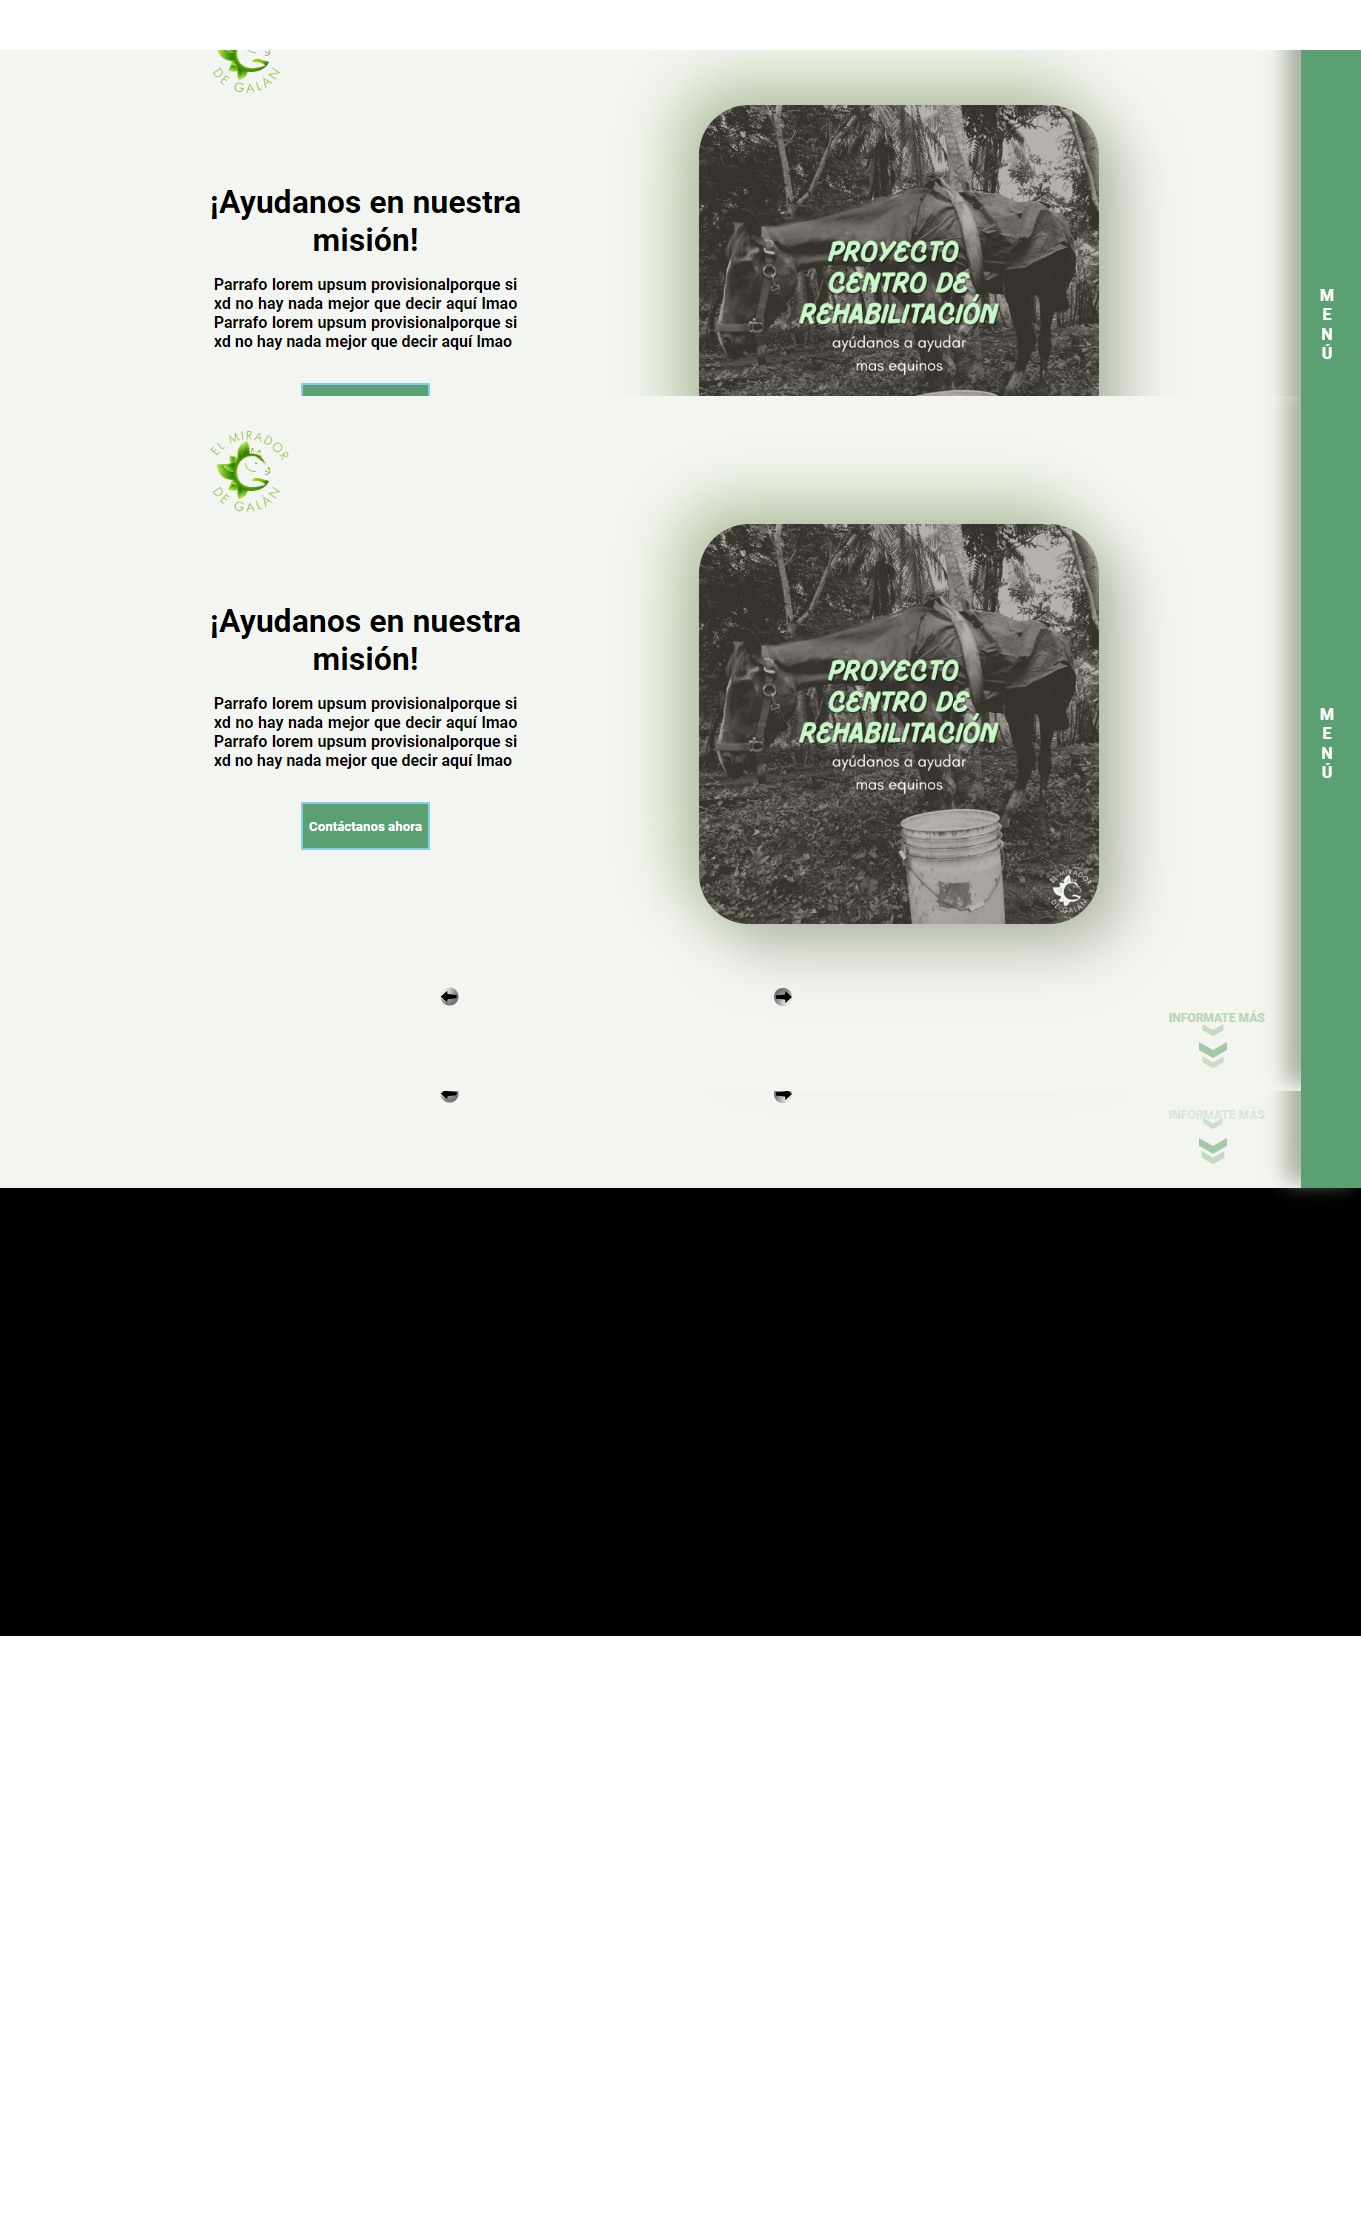 DE GALÁN
¡Ayudanos en nuestra
misión!
Parrafo lorem upsum provisionalporque si
xd no hay nada mejor que decir aquí lmao
Parrafo lorem upsum provisionalporque si
xd no hay nada mejor que decir aquí lmao
PROYECTO
CENTRO DE
REHABILITACIÓN
ayúdanos a ayudar
mas equinos
M
E
N
Ú
EL MIRADOR
DE GALÁN
¡Ayudanos en nuestra
misión!
Parrafo lorem upsum provisionalporque si
xd no hay nada mejor que decir aquí lmao
Parrafo lorem upsum provisionalporque si
xd no hay nada mejor que decir aquí lmao
Contáctanos ahora
PROYECTO
CENTRO DE
REHABILITACIÓN
ayúdanos a ayudar
mas equinos
EL MIRADOR
DE GALÁN
M
E
N
Ú
INFORMATE MÁS
INFORMATE MÁS